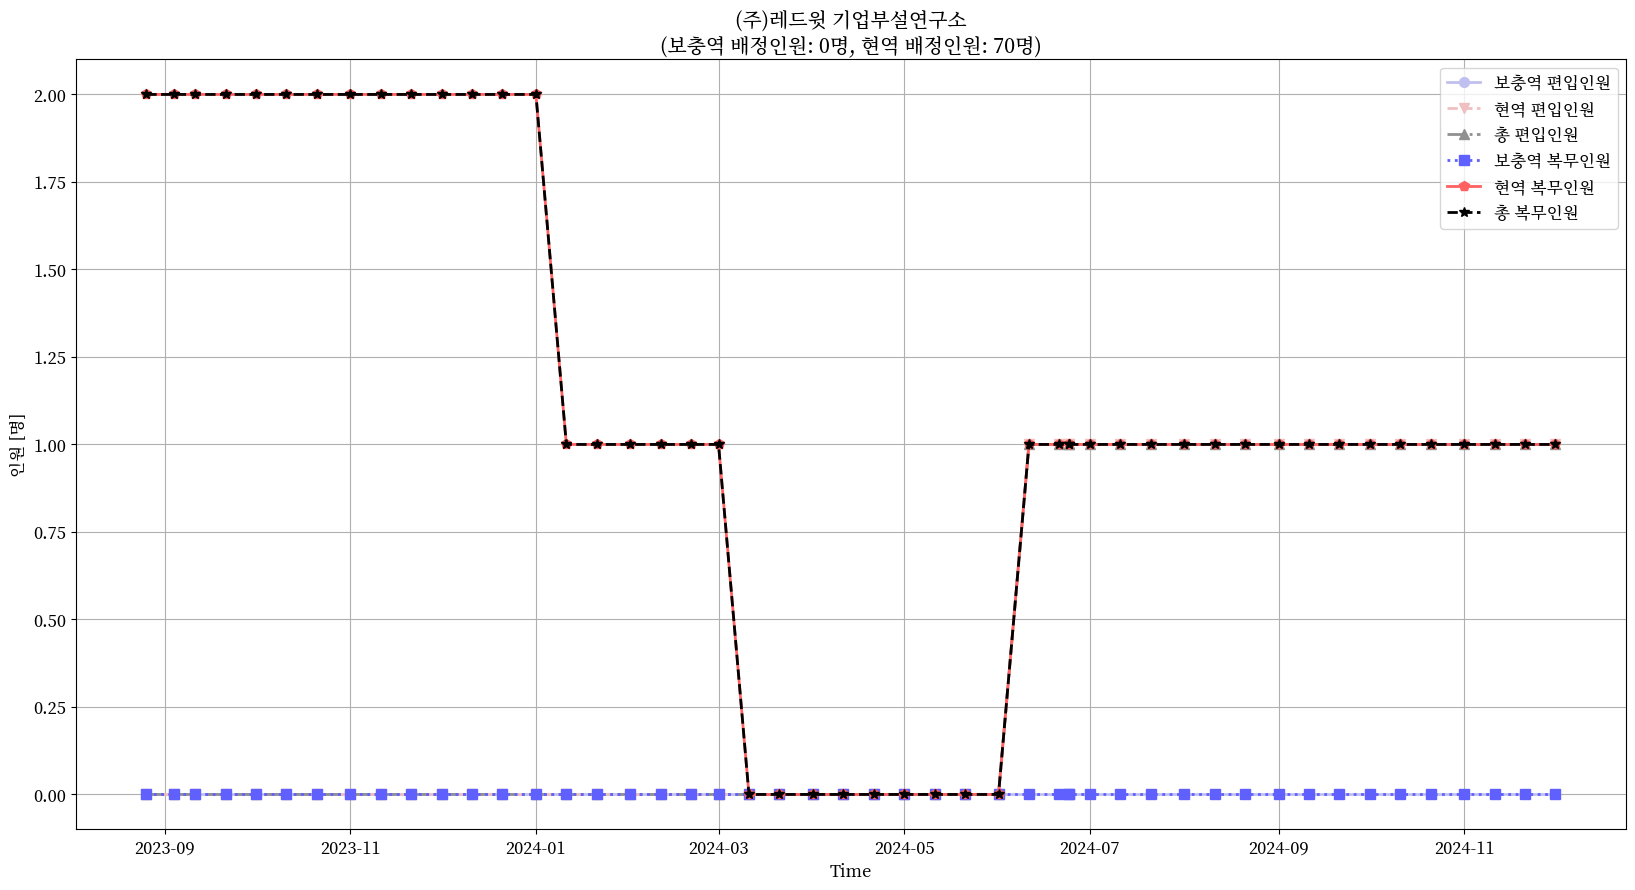 (주)레드윗 기업부설연구소
(보충역 배정인원: 0명, 현역 배정인원: 70명)
보충역 편입인원
현역 편입인원
총 편입인원
보충역 복무인원
현역 복무인원
총 복무인원
2.00
1.75
1.50
1.25
1.00
0.75
0.50
0.25
0.00
인원 [명]
2023-09 2023-11 2024-01 2024-03 2024-05 2024-07 2024-09 2024-11
Time